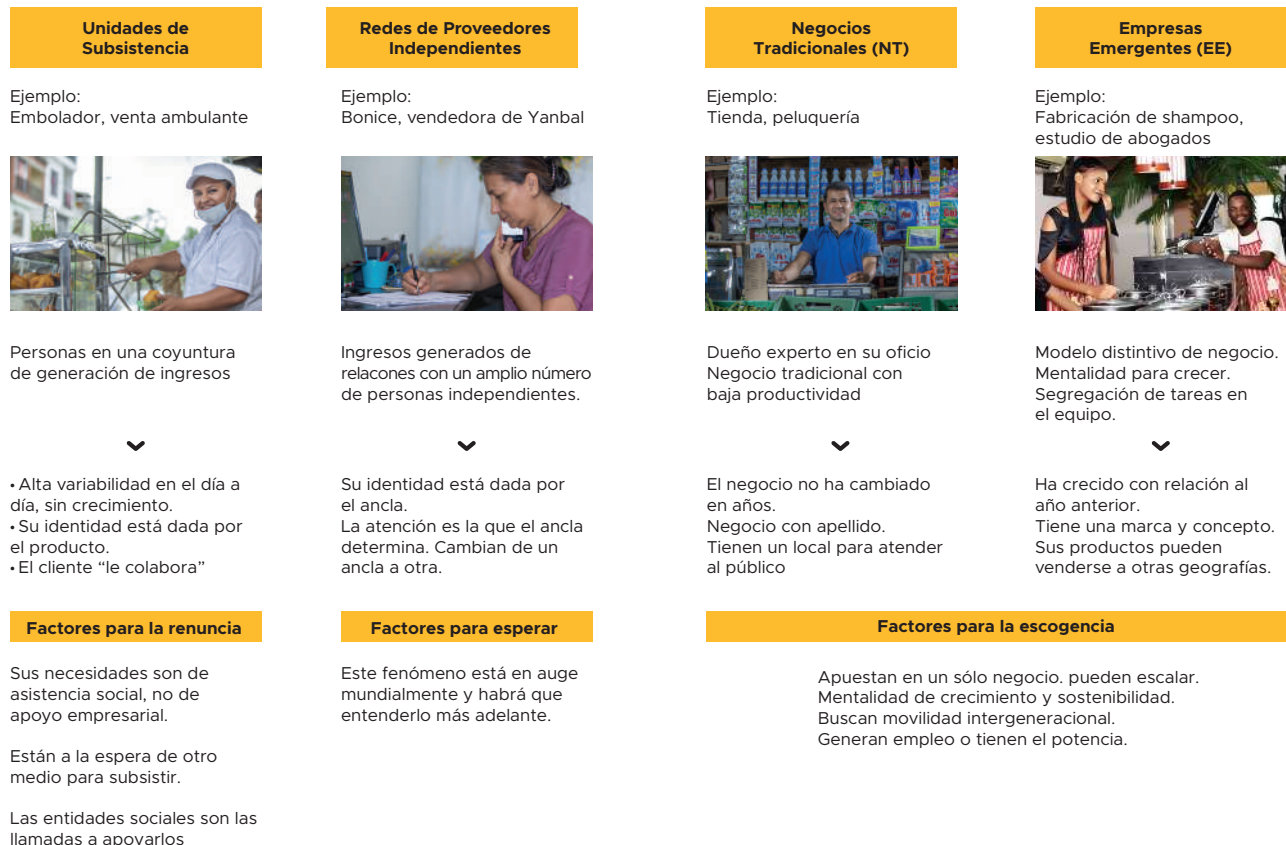 Unidades de
Subsistencia
Ejemplo:
Embolador, venta ambulante
Personas en una coyuntura
de generación de ingresos
• Alta variabilidad en el día a
día, sin crecimiento.
• Su identidad está dada por
el producto.
• El cliente “le colabora”
Factores para la renuncia
Sus necesidades son de
asistencia social, no de
apoyo empresarial.
Están a la espera de otro
medio para subsistir.
Las entidades sociales son las
llamadas a apoyarlos
Redes de Proveedores
Independientes
Ejemplo:
Bonice, vendedora de Yanbal
Ingresos generados de
relacones con un amplio número
de personas independientes.
Su identidad está dada por
el ancla.
La atención es la que el ancla
determina. Cambian de un
ancla a otra.
Factores para esperar
Este fenómeno está en auge
mundialmente y habrá que
entenderlo más adelante.
Negocios
Tradicionales (NT)
Ejemplo:
Tienda, peluquería
Dueño experto en su oficio
Negocio tradicional con
baja productividad
El negocio no ha cambiado
en años.
Negocio con apellido.
Tienen un local para atender
al público
Empresas
Emergentes (EE)
Ejemplo:
Fabricación de shampoo,
estudio de abogados
Modelo distintivo de negocio.
Mentalidad para crecer.
Segregación de tareas en
el equipo.
Ha crecido con relación al
año anterior.
Tiene una marca y concepto.
Sus productos pueden
venderse a otras geografías.
Factores para la escogencia
Apuestan en un sólo negocio. pueden escalar.
Mentalidad de crecimiento y sostenibilidad.
Buscan movilidad intergeneracional.
Generan empleo o tienen el potencia.